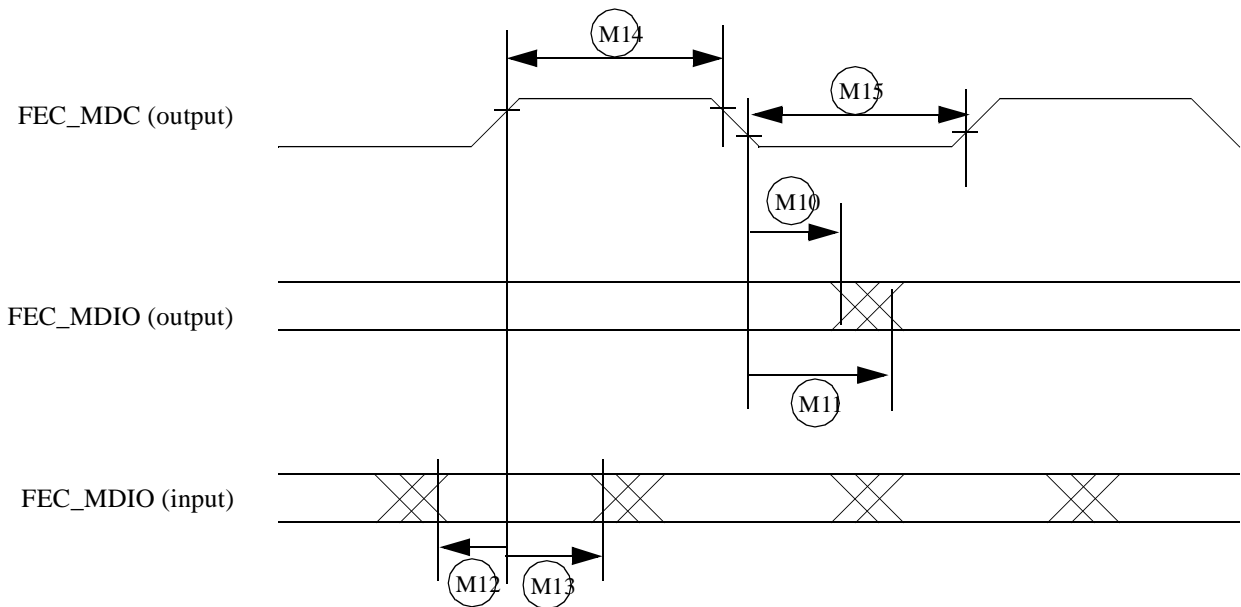 M14
FEC_MDC (output)
M15
M10
FEC_MDIO (output)
M11
FEC_MDIO (input)
M12
M13